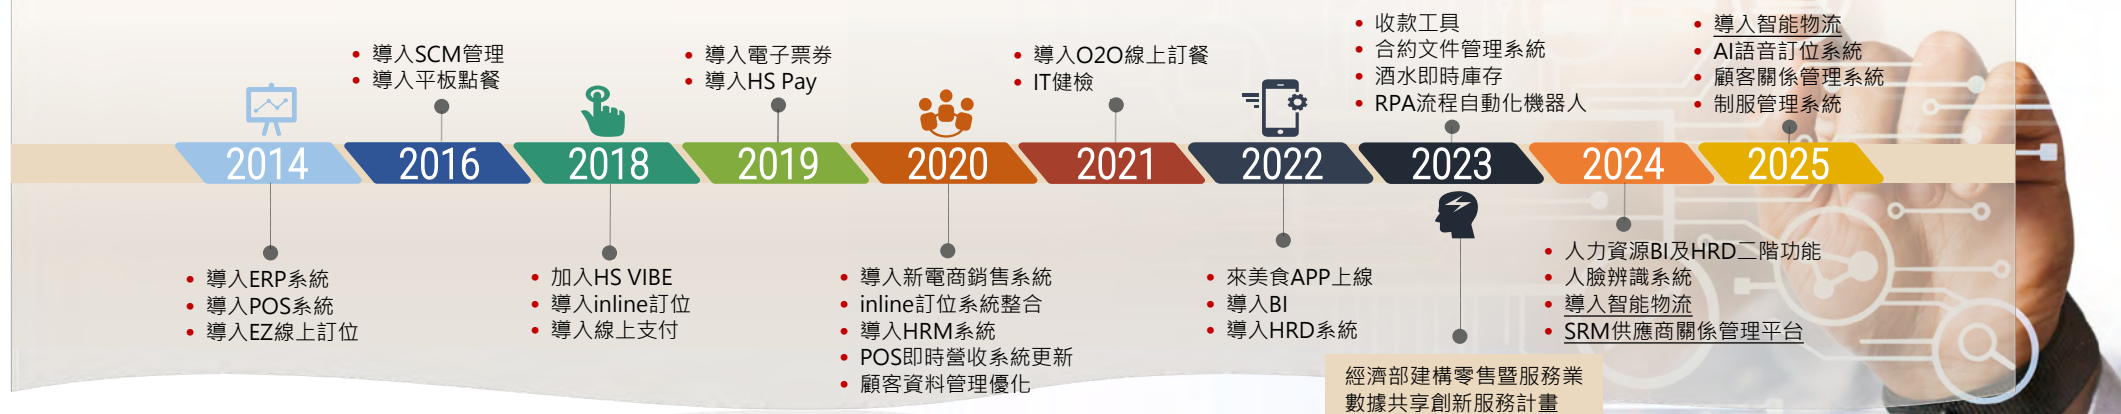 2014
導入ERP系統
導入POS系統
導入EZ線上訂位
導入SCM管理
導入平板點餐
2016
2018
加入HS VIBE
導入inline訂位
導入線上支付
導入電子票券
導入HS Pay
2019
2020
導入新電商銷售系統
inline訂位系統整合
導入HRM系統
POS即時營收系統更新
顧客資料管理優化
導入O2O線上訂餐
IT健檢
2021
2022
來美食APP上線
導入BI
導入HRD系統
收款工具
合約文件管理系統
酒水即時庫存
RPA流程自動化機器人
2023
經濟部建構零售暨服務業
數據共享創新服務計畫
2024
人力資源BI及HRD二階功能
人臉辨識系統
導入智能物流
SRM供應商關係管理平台
導入智能物流
AI語音訂位系統
顧客關係管理系統
制服管理系統
2025